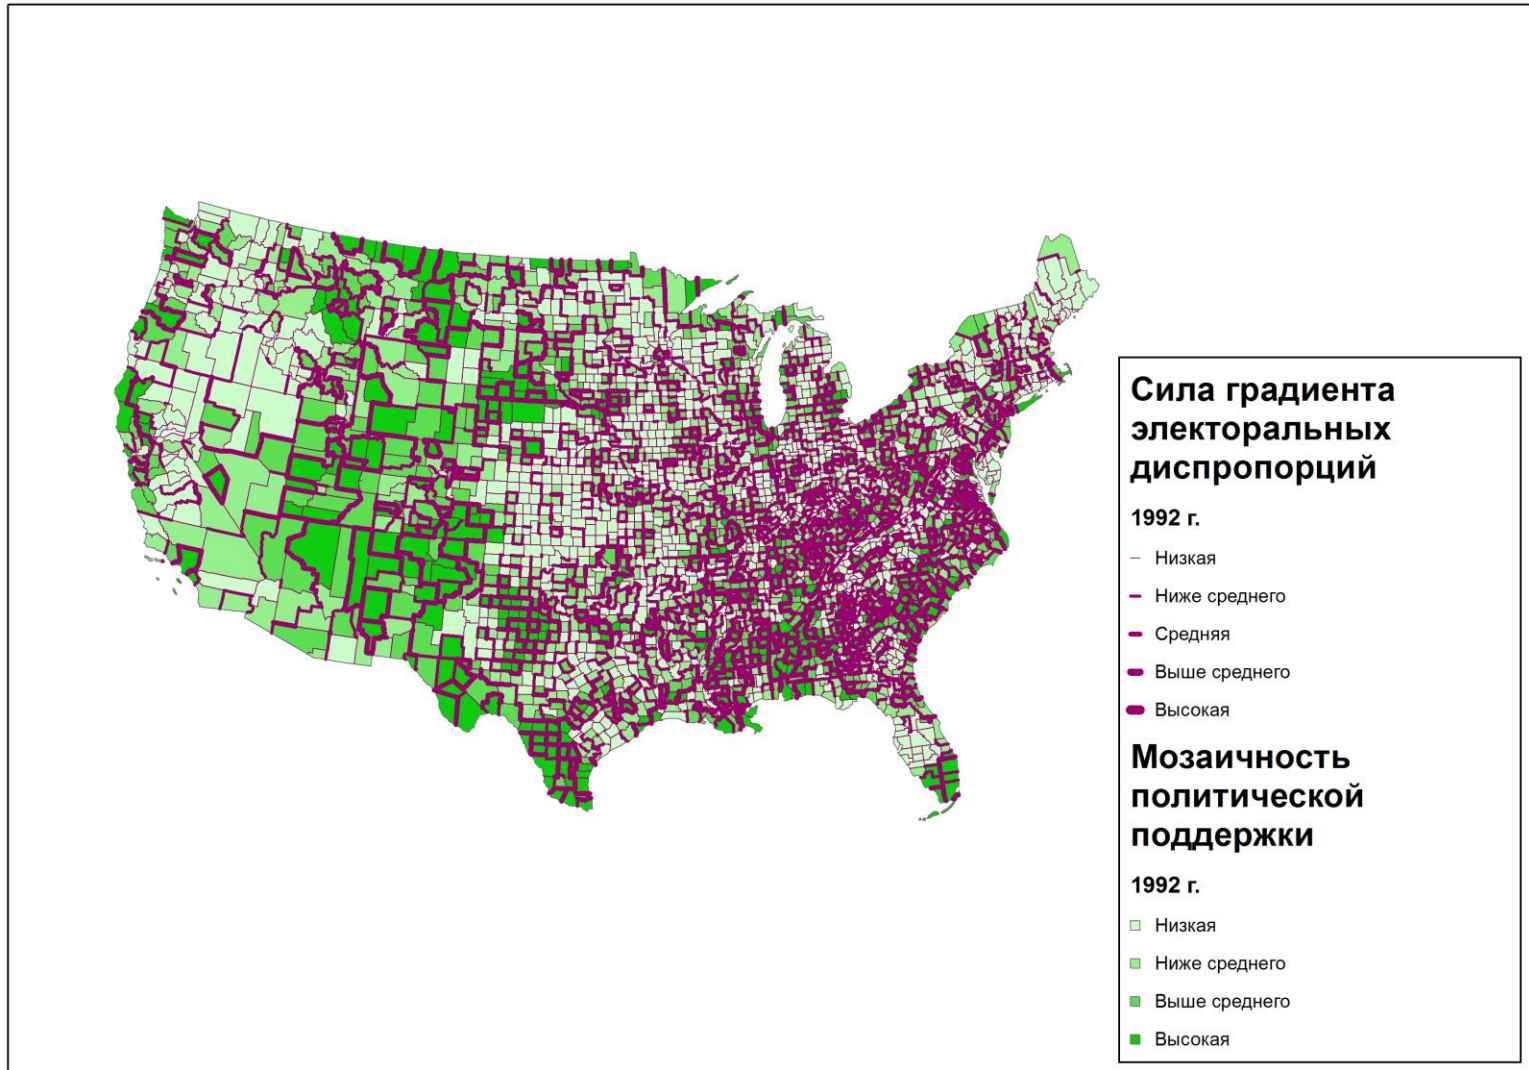 Сила градиента
электоральных
диспропорций
1992 г.
Низкая
Ниже среднего
Средняя
Выше среднего
Высокая
Мозаичность
политической
поддержки
1992 г.
Низкая
Ниже среднего
Выше среднего
Высокая